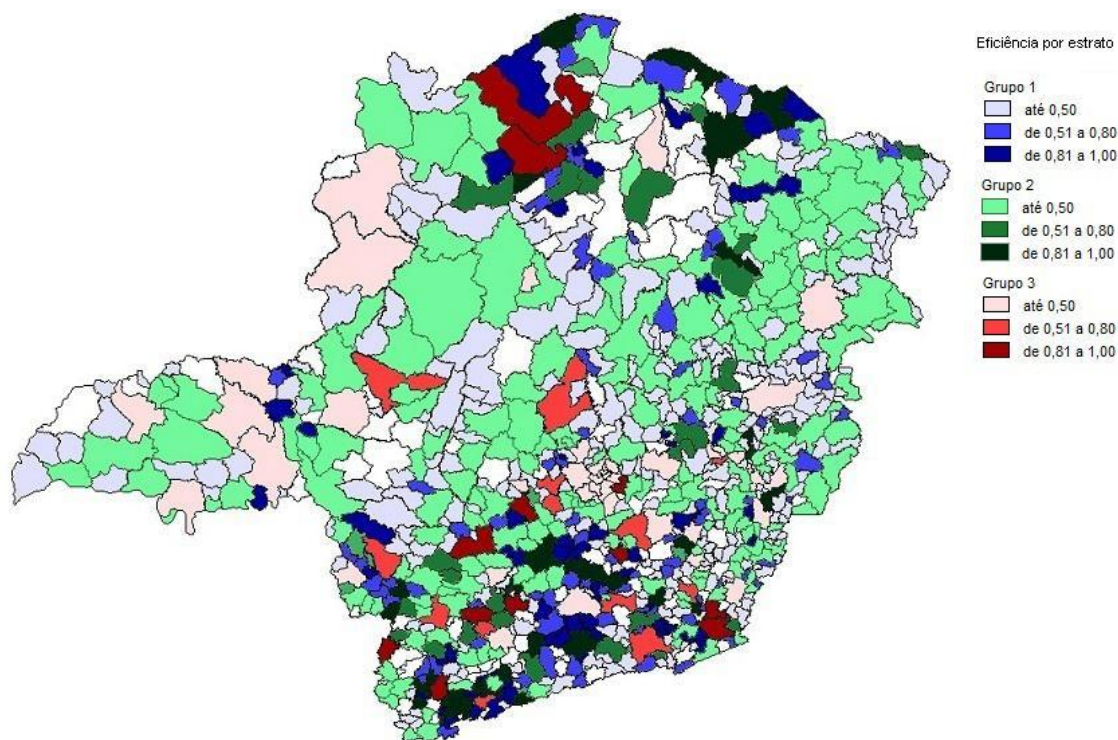 Eficiência por estrato
Grupo 1
até 0,50
de 0,51 a 0,80
de 0,81 a 1,00
Grupo 2
até 0,50
de 0,51 a 0,80
de 0,81 a 1,00
Grupo 3
até 0,50
de 0,51 a 0,80
de 0,81 a 1,00